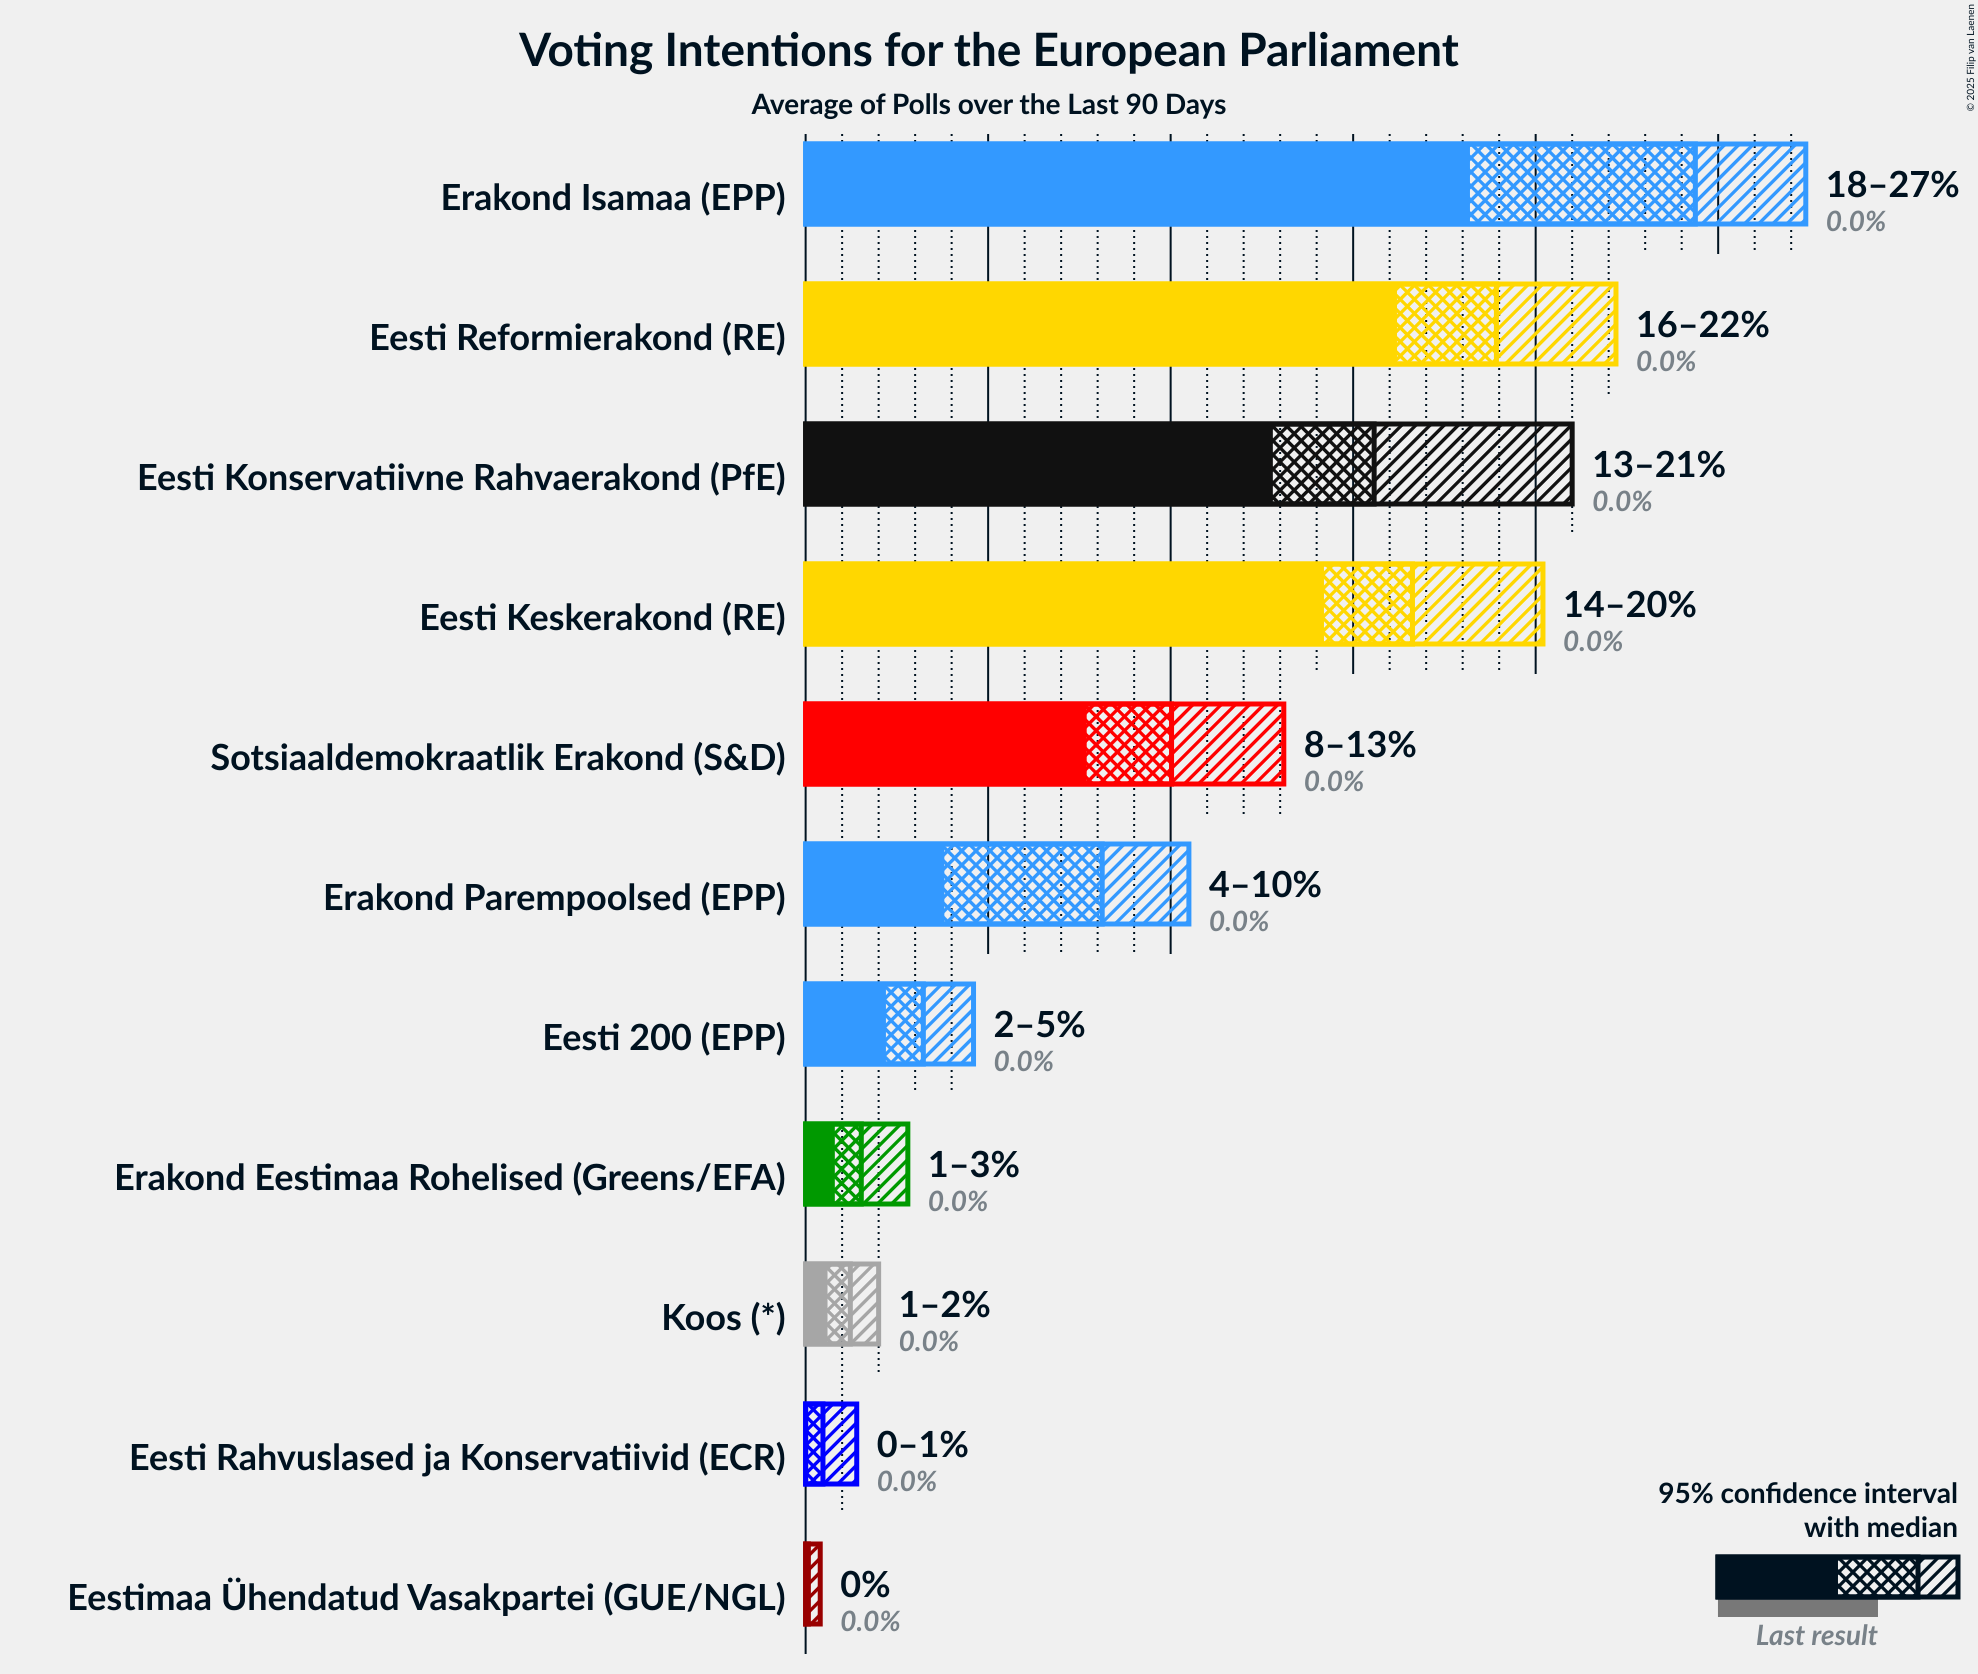 Voting Intentions for the European Parliament
Average of Polls over the Last 90 Days
© 2025 Filip van Laenen
Erakond Isamaa (EPP)
18–27%
0.0%
Eesti Reformierakond (RE)
16–22%
0.0%
Eesti Konservatiivne Rahvaerakond (PfE)
13–21%
0.0%
Eesti Keskerakond (RE)
14–20%
0.0%
Sotsiaaldemokraatlik Erakond (S&D)
8–13%
0.0%
Erakond Parempoolsed (EPP)
4–10%
0.0%
Eesti 200 (EPP)
2–5%
0.0%
Erakond Eestimaa Rohelised (Greens/EFA)
1–3%
0.0%
Koos (*)
1–2%
0.0%
Eesti Rahvuslased ja Konservatiivid (ECR)
0–1%
0.0%
Eestimaa Ühendatud Vasakpartei (GUE/NGL)
0%
0.0%
95% confidence interval
with median
Last result